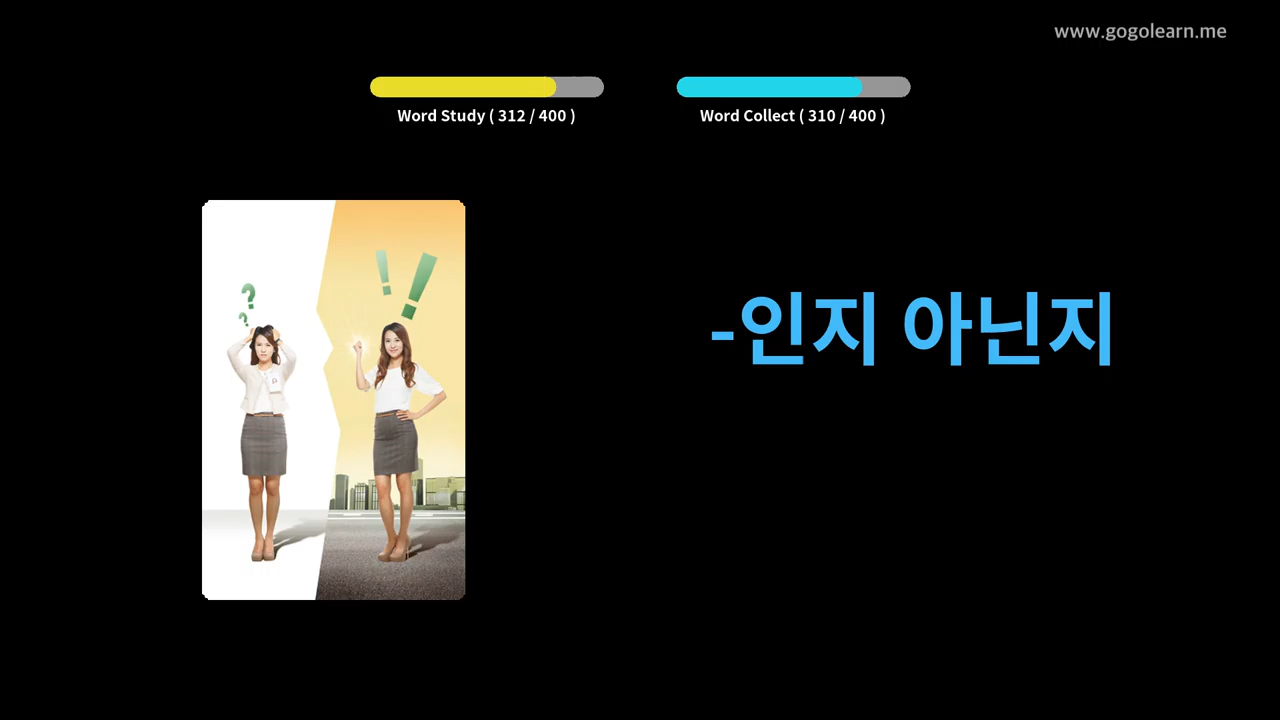 www.gogolearn.me
Word Study ( 312 / 400 )
Word Collect ( 310 / 400 )
? ?
! !
-인지 아닌지